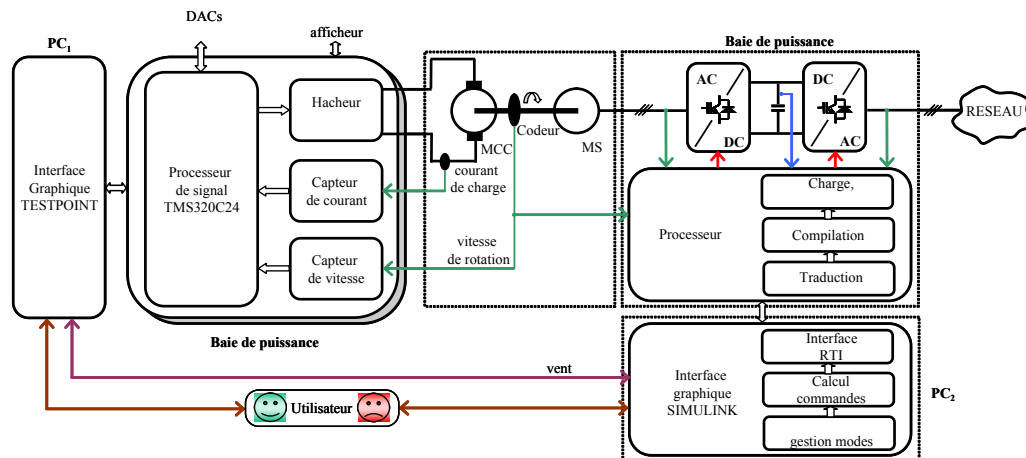 DACs
PC1
afficheur
Baie de puissance
Interface
Graphique
TESTPOINT
Processeur
de signal
TMS320C24
Hacheur
Capteur
de courant
Capteur
de vitesse
Baie de puissance
MCC
Codeur
MS
courant
de charge
vitesse
de rotation
AC
DC
DC
AC
RESEAU
Processeur
Charge,
Compilation
Traduction
vent
Utilisateur
Interface
graphique
SIMULINK
Interface
RTI
Calcul
commandes
gestion modes
PC2